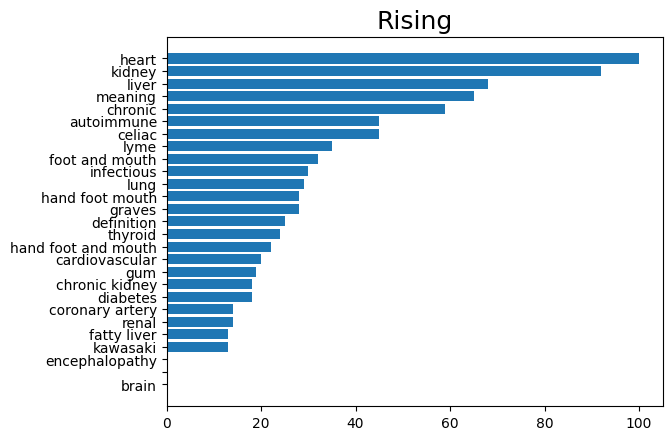 Rising
heart
kidney
liver
meaning
chronic
autoimmune
celiac
lyme
foot and mouth
infectious
lung
hand foot mouth
graves
definition
thyroid
hand foot and mouth
cardiovascular
gum
chronic kidney
diabetes
coronary artery
renal
fatty liver
kawasaki
encephalopathy
brain
0 20 40 60 80 100